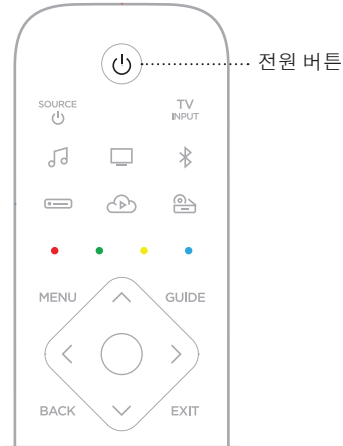 전원 버튼
SOURCE
TV
INPUT
MENU
GUIDE
BACK
EXIT